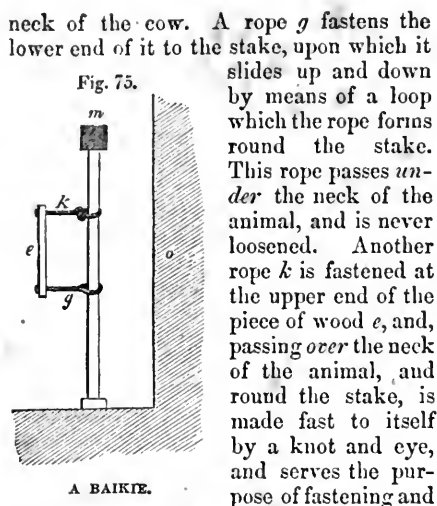 neck of the cow. A rope g fastens the
lower end of it to the stake, upon which it
slides up and down
by means of a loop
which the rope forms
round the stake.
This rope passes un-
der the neck of the
animal, and is never
loosened. Another
rope k is fastened at
the upper end of the
piece of wood e, and,
passing over the neck
of the animal, and
round the stake, is
made fast to itself
by a knot and eye,
and serves the pur-
pose of fastening and
Fig. 75.
m
k
e
o
g
A BAIKIE.